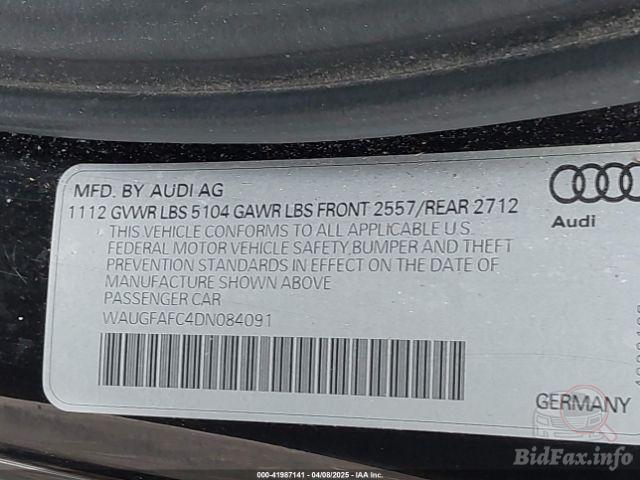 MFD. BY AUDI AG
1112 GVWR LBS 5104 GAWR LBS FRONT 2557/REAR 2712
THIS VEHICLE CONFORMS TO ALL APPLICABLE U.S.
FEDERAL MOTOR VEHICLE SAFETY, BUMPER AND THEFT
PREVENTION STANDARDS IN EFFECT ON THE DATE OF
MANUFACTURE SHOWN ABOVE
PASSENGER CAR
WAUGFAFC4DN084091
Audi
GERMANY
BidFax.info
000-41987141 - 04/08/2025 - IAA Inc.